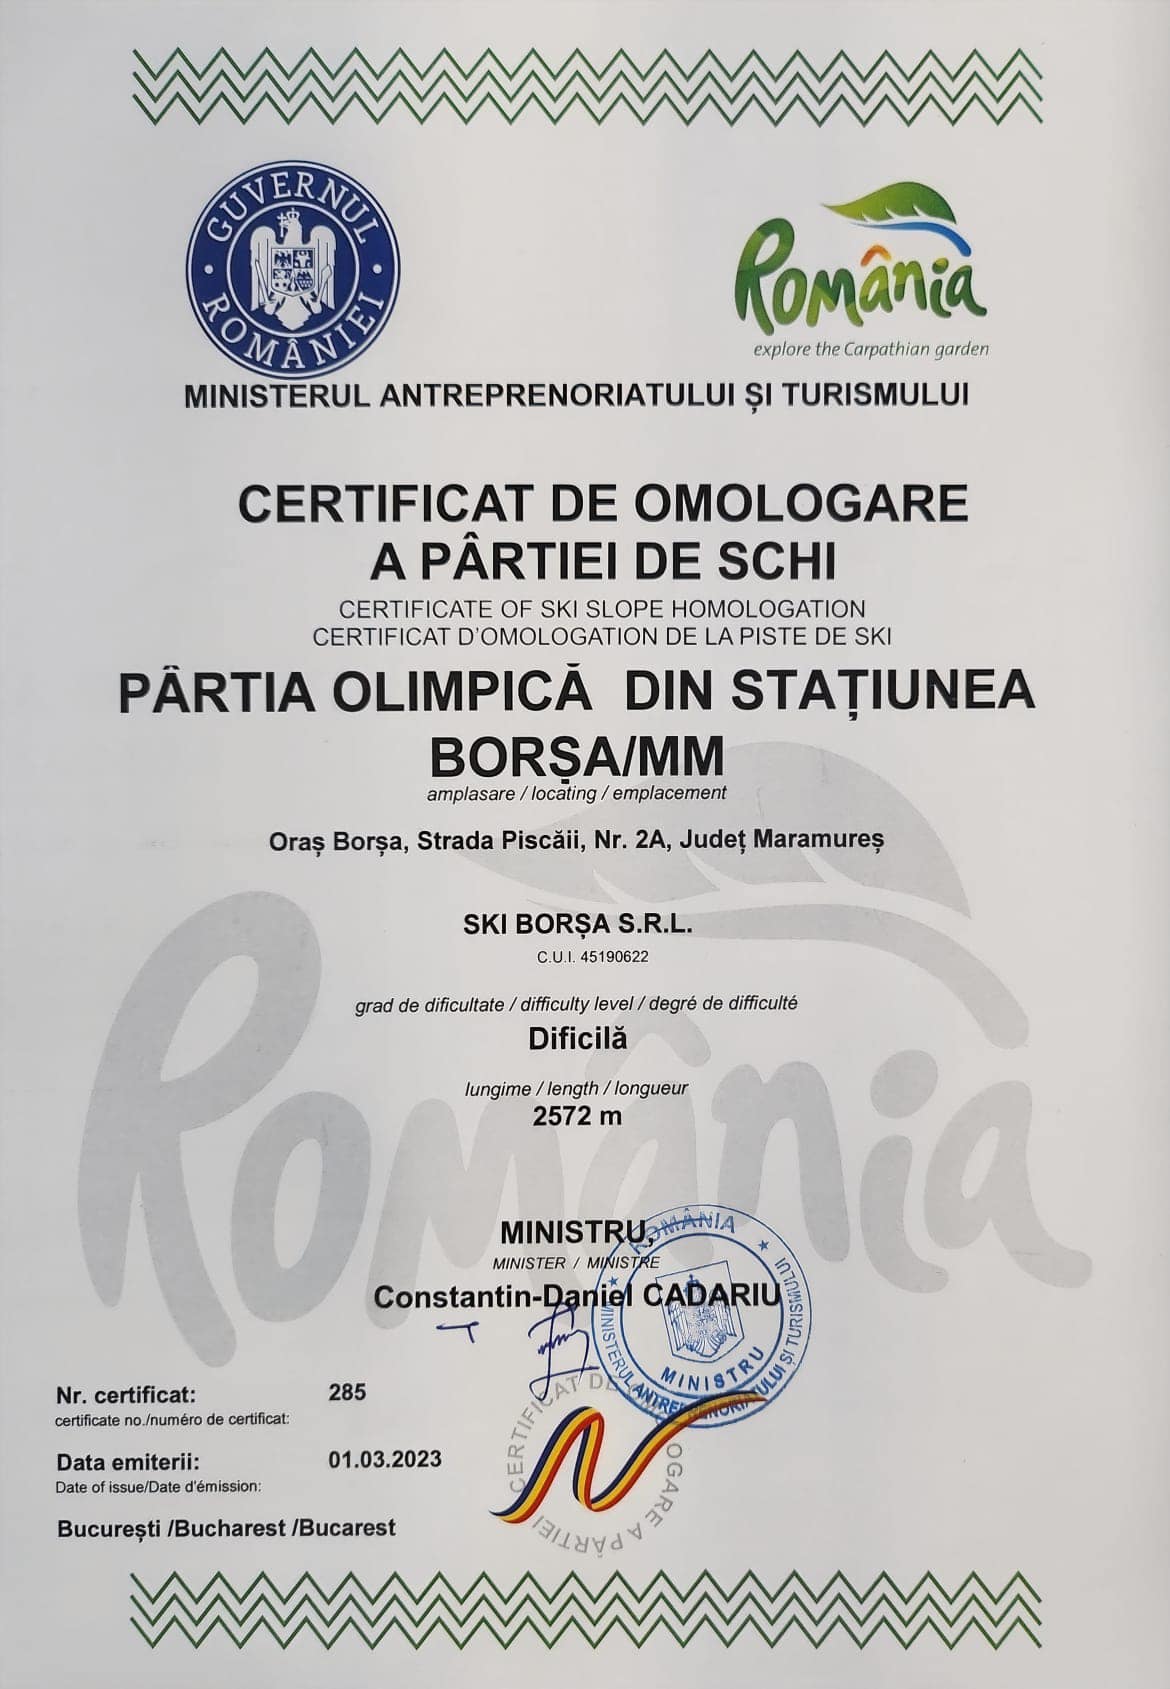 GUVERNUL ROMÂNIEI
România
explore the Carpathian garden
MINISTERUL ANTREPRENORIATULUI ȘI TURISMULUI
CERTIFICAT DE OMOLOGARE
A PÂRTIEI DE SCHI
CERTIFICATE OF SKI SLOPE HOMOLOGATION
CERTIFICAT D'OMOLOGATION DE LA PISTE DE SKI
PÂRTIA OLIMPICĂ DIN STAȚIUNEA
BORȘA/MM
amplasare / locating / emplacement
Oraș Borșa, Strada Piscăii, Nr. 2A, Județ Maramureș
SKI BORȘA S.R.L.
C.U.I. 45190622
grad de dificultate / difficulty level / degré de difficulté
Dificilă
lungime / length / longueur
2572 m
România
MINISTRU,
MINISTER / MINISTRE
Constantin-Daniel CADARIU
ROMÂNIA
MINISTERUL ANTREPRENORIATULUI ȘI TURISMULUI
MINISTRU
CERTIFICAT DE OMOLOGARE A PÂRTIEI
Nr. certificat: 285
certificate no./numéro de certificat:
Data emiterii: 01.03.2023
Date of issue/Date d'émission:
București /Bucharest /Bucarest